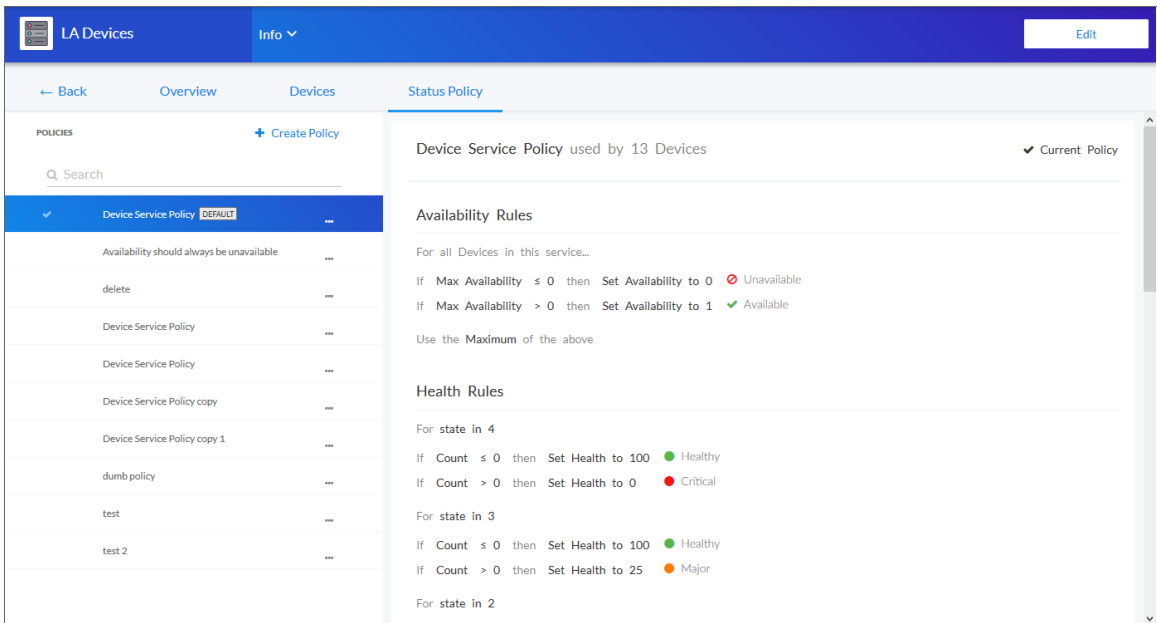 LA Devices
Info
Edit
← Back
Overview
Devices
Status Policy
POLICIES
+ Create Policy
Search
Device Service Policy DEFAULT ...
Availability should always be unavailable ...
delete ...
Device Service Policy ...
Device Service Policy ...
Device Service Policy copy ...
Device Service Policy copy 1 ...
dumb policy ...
test ...
test 2 ...
Device Service Policy used by 13 Devices
Current Policy
Availability Rules
For all Devices in this service...
If Max Availability ≤ 0 then Set Availability to 0 Unavailable
If Max Availability > 0 then Set Availability to 1 Available
Use the Maximum of the above
Health Rules
For state in 4
If Count ≤ 0 then Set Health to 100 Healthy
If Count > 0 then Set Health to 0 Critical
For state in 3
If Count ≤ 0 then Set Health to 100 Healthy
If Count > 0 then Set Health to 25 Major
For state in 2